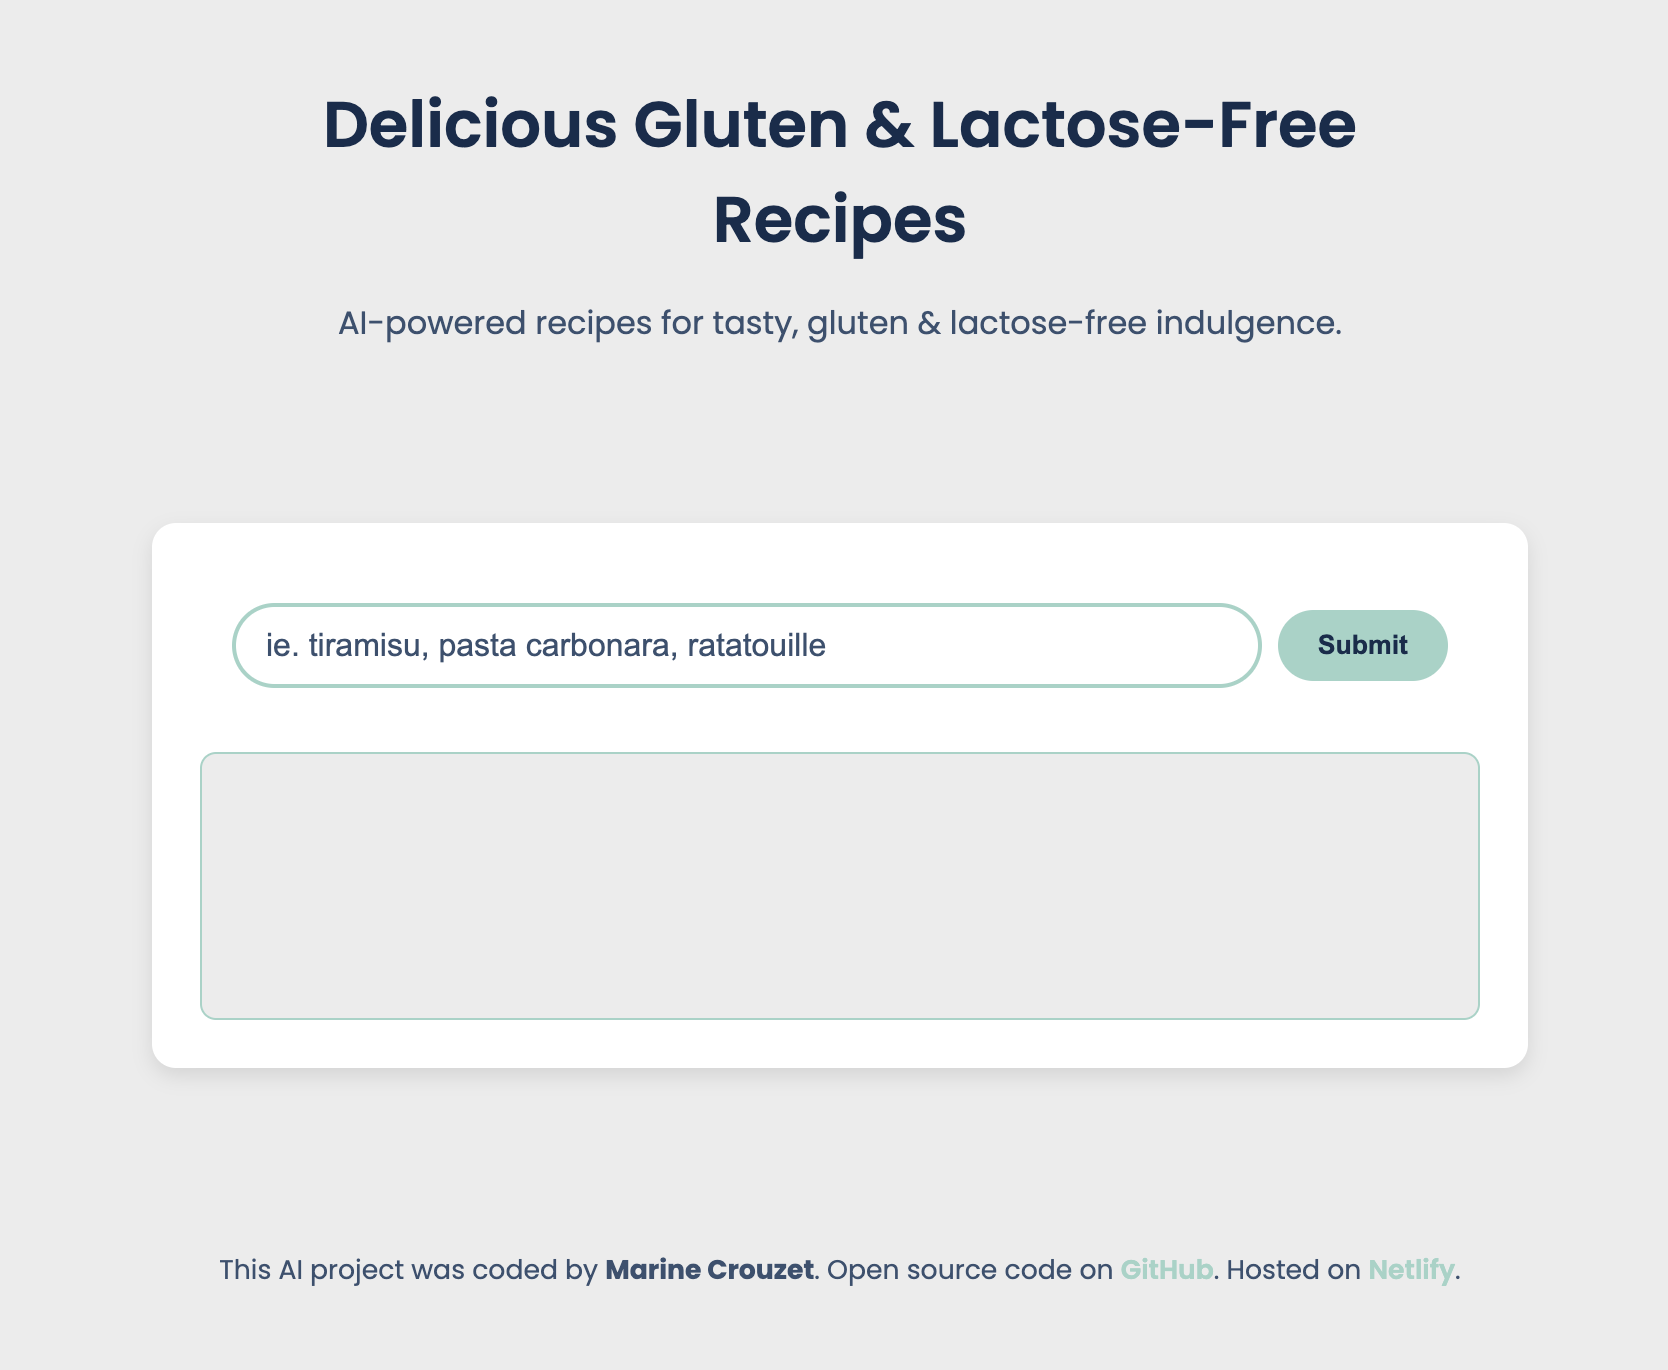 Delicious Gluten & Lactose-Free
Recipes
AI-powered recipes for tasty, gluten & lactose-free indulgence.
ie. tiramisu, pasta carbonara, ratatouille
Submit
This AI project was coded by Marine Crouzet. Open source code on GitHub. Hosted on Netlify.